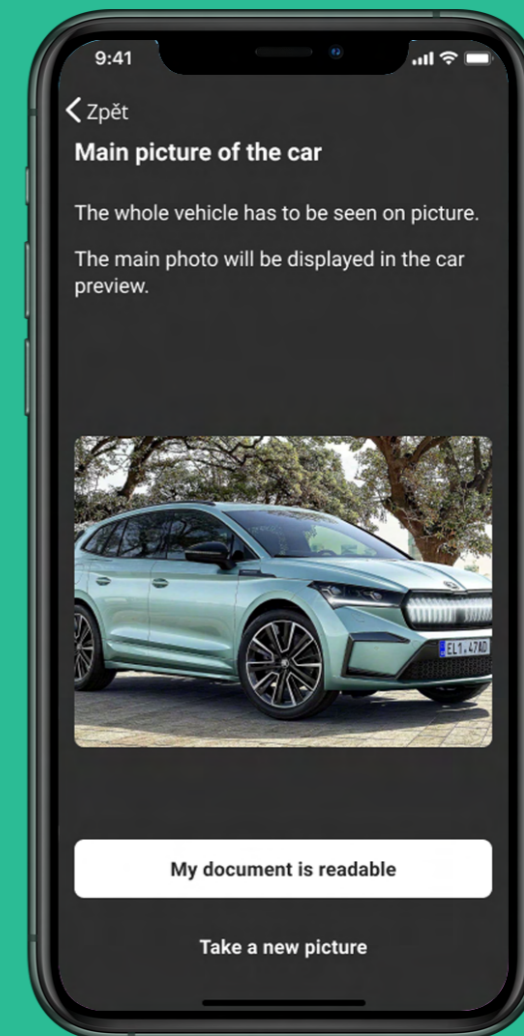 9:41
Zpět
Main picture of the car
The whole vehicle has to be seen on picture.
The main photo will be displayed in the car
preview.
EL1.47AD
My document is readable
Take a new picture